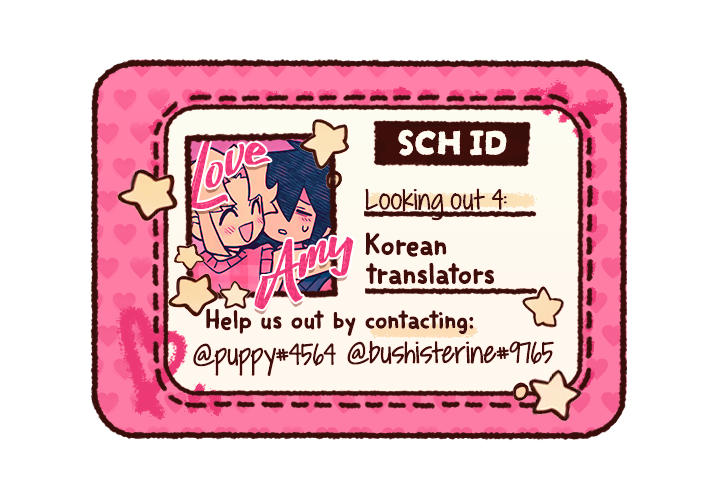 Love
Amy
SCH ID
Looking out 4:
Korean
translators
Help us out by contacting:
@puppy#4564 @bushisterine#9765